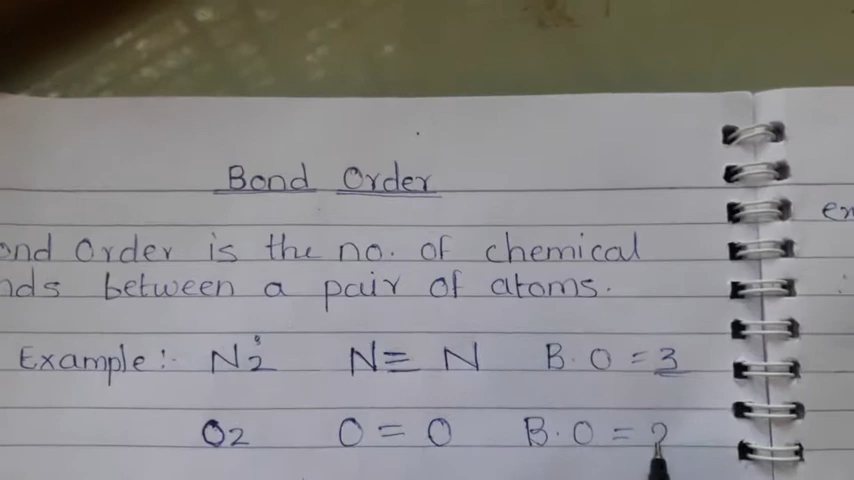 Bond Order
ond Order is the no. of chemical
nds between a pair of atoms.
Example :- N2 N ≡ N B.O = 3
O2 O = O B.O =